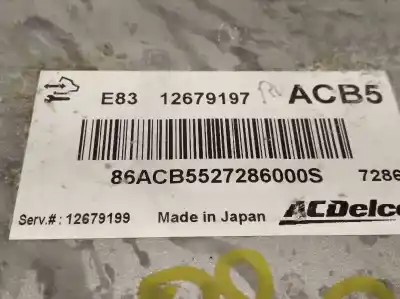 E83 12679197 ACB5
86ACB5527286000S 7286
Serv.#: 12679199 Made in Japan ACDelco